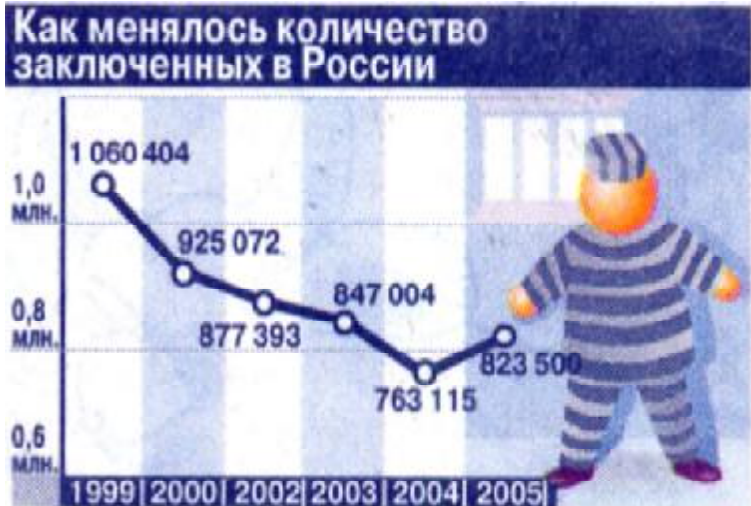 Как менялось количество
заключенных в России
1 060 404
1,0
млн.
925 072
847 004
0,8
млн.
877 393
823 500
763 115
0,6
млн.
1999 2000 2002 2003 2004 2005